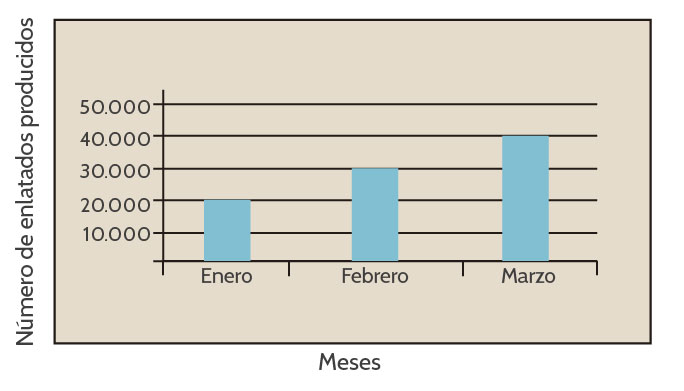 Número de enlatados producidos
50.000
40.000
30.000
20.000
10.000
Enero
Febrero
Marzo
Meses